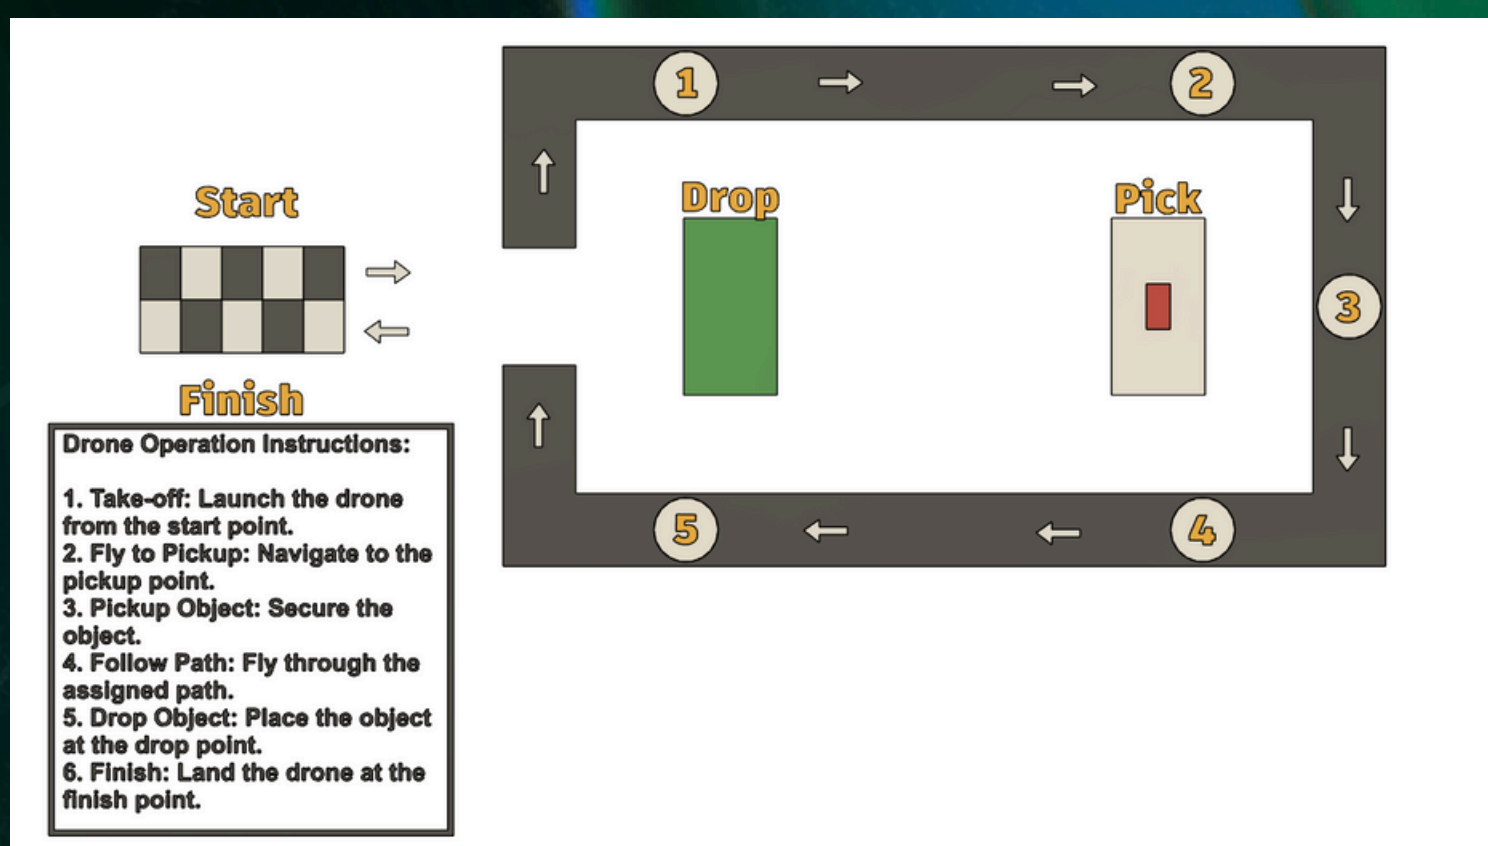 1
2
Start
Drop
Pick
3
Finish
5
4
Drone Operation Instructions:
1. Take-off: Launch the drone
from the start point.
2. Fly to Pickup: Navigate to the
pickup point.
3. Pickup Object: Secure the
object.
4. Follow Path: Fly through the
assigned path.
5. Drop Object: Place the object
at the drop point.
6. Finish: Land the drone at the
finish point.